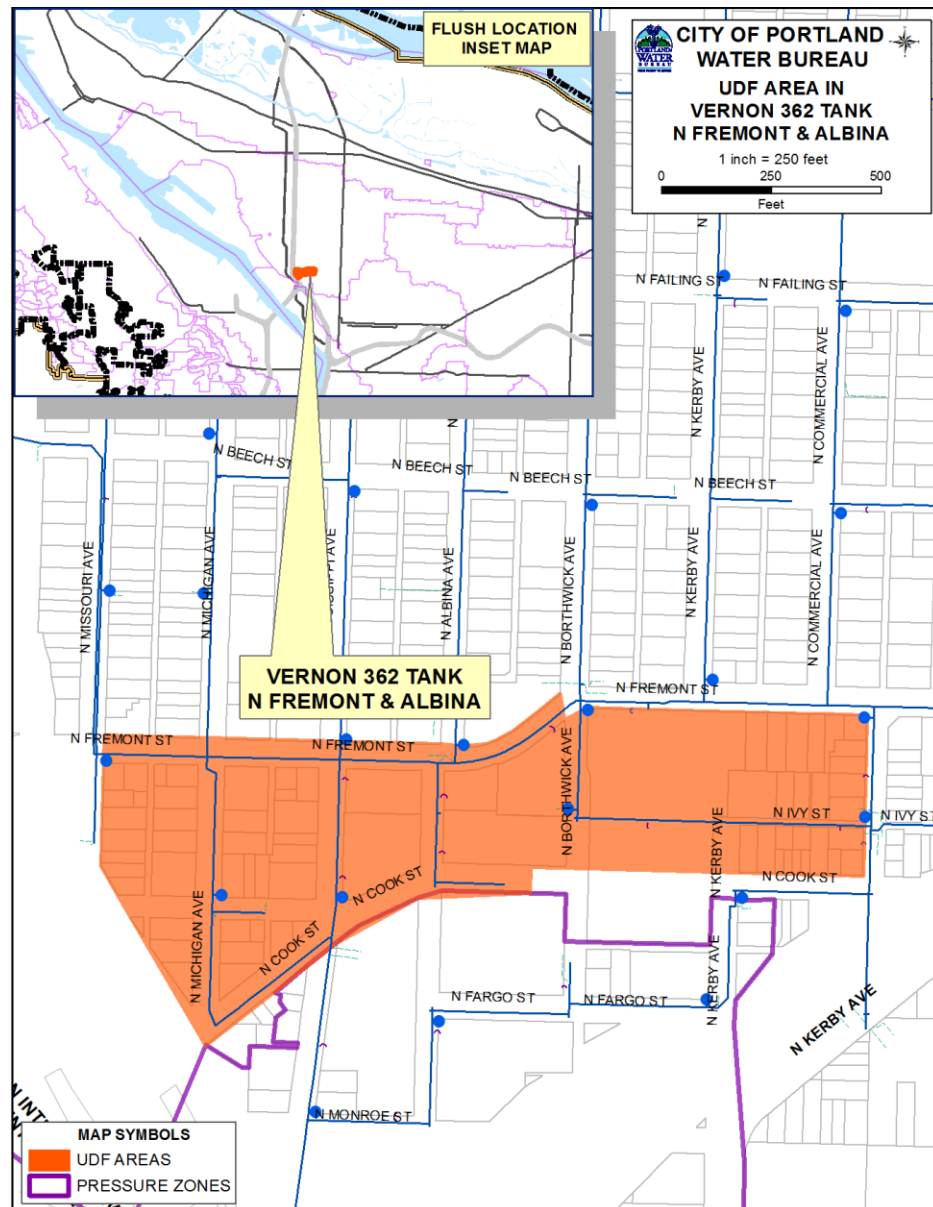 FLUSH LOCATION
INSET MAP
PORTLAND
WATER
BUREAU
CITY OF PORTLAND
WATER BUREAU
UDF AREA IN
VERNON 362 TANK
N FREMONT & ALBINA
1 inch = 250 feet
0 250 500
Feet
N FAILING ST
N FAILING ST
N KERBY AVE
N COMMERCIAL AVE
N BEECH ST
N BEECH ST
N BEECH ST
N BEECH ST
N MISSOURI AVE
N MICHIGAN AVE
N ALBINA AVE
N BORTHWICK AVE
N KERBY AVE
N COMMERCIAL AVE
VERNON 362 TANK
N FREMONT & ALBINA
N FREMONT ST
N FREMONT ST
N FREMONT ST
N BORTHWICK AVE
N IVY ST
N IVY ST
N KERBY AVE
N COOK ST
N COOK ST
N MICHIGAN AVE
N COOK ST
N FARGO ST
N FARGO ST
N KERBY AVE
N KERBY AVE
N MONROE ST
MAP SYMBOLS
UDF AREAS
PRESSURE ZONES